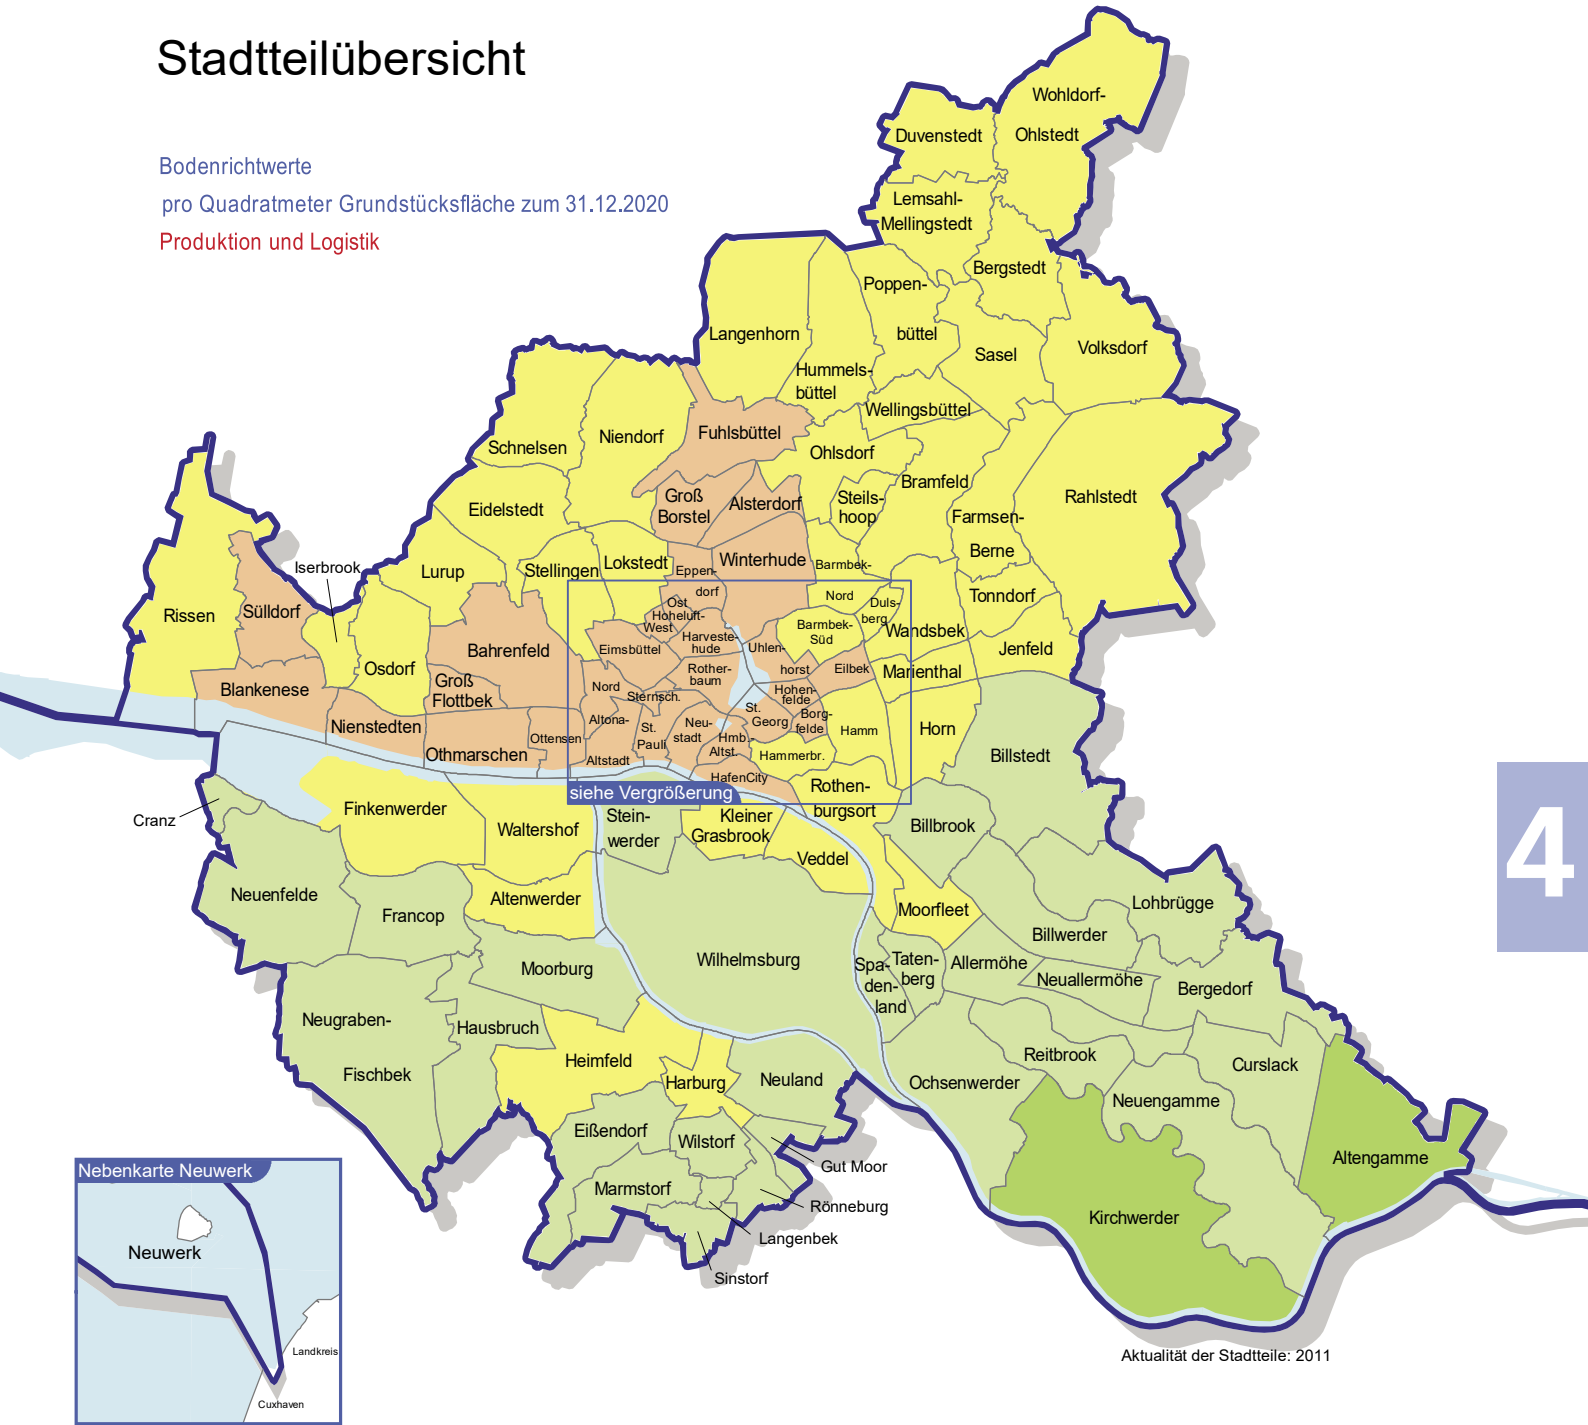 Stadtteilübersicht
Bodenrichtwerte
pro Quadratmeter Grundstücksfläche zum 31.12.2020
Produktion und Logistik
Wohldorf-
Ohlstedt
Duvenstedt
Lemsahl-
Mellingstedt
Bergstedt
Poppen-
büttel
Langenhorn
Hummels-
büttel
Sasel
Volksdorf
Wellingsbüttel
Schnelsen
Niendorf
Fuhlsbüttel
Ohlsdorf
Bramfeld
Steils-
hoop
Rahlstedt
Farmsen-
Berne
Eidelstedt
Groß
Borstel
Alsterdorf
Winterhude
Barmbek-
Nord
Lokstedt
Stellingen
Lurup
Iserbrook
Eppen-
dorf
Tonndorf
Rissen
Sülldorf
Ost
Hoheluft-
West
Duls-
berg
Barmbek-
Süd
Wandsbek
Jenfeld
Osdorf
Bahrenfeld
Eimsbüttel
Harveste-
hude
Uhlen-
horst
Eilbek
Marienthal
Blankenese
Groß
Flottbek
Nord
Altona-
Altstadt
Sternsch.
Rother-
baum
Hohen-
felde
Nienstedten
Othmarschen
Ottensen
St.
Pauli
Neu-
stadt
St.
Georg
Borg-
felde
Hmb.-
Altst.
Hamm
Horn
Hammerbr.
Billstedt
HafenCity
siehe Vergrößerung
Rothen-
burgsort
Cranz
Finkenwerder
Waltershof
Stein-
werder
Kleiner
Grasbrook
Veddel
Billbrook
4
Neuenfelde
Francop
Altenwerder
Moorfleet
Lohbrügge
Billwerder
Moorburg
Wilhelmsburg
Spa-
den-
land
Taten-
berg
Allermöhe
Neuallermöhe
Bergedorf
Neugraben-
Fischbek
Hausbruch
Heimfeld
Harburg
Neuland
Ochsenwerder
Reitbrook
Curslack
Neuengamme
Eißendorf
Wilstorf
Gut Moor
Altengamme
Marmstorf
Rönneburg
Langenbek
Sinstorf
Kirchwerder
Nebenkarte Neuwerk
Neuwerk
Landkreis
Cuxhaven
Aktualität der Stadtteile: 2011